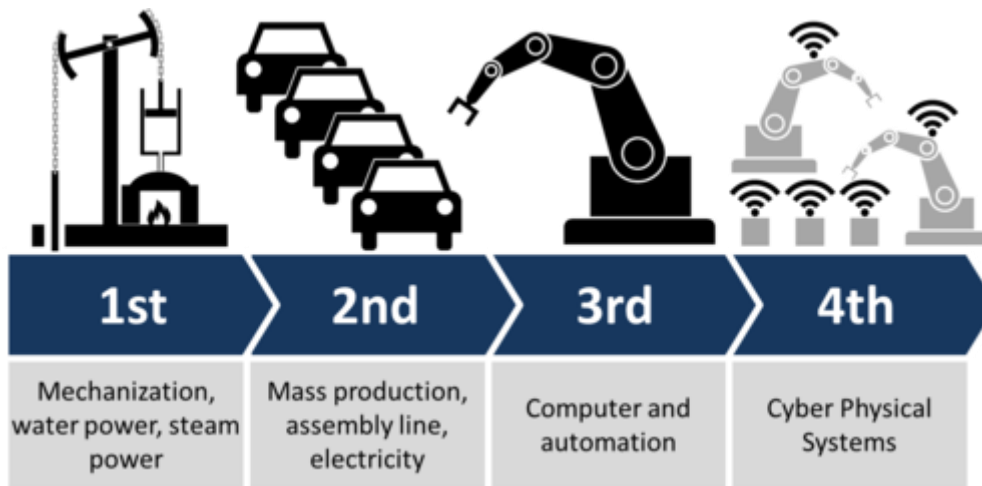 1st
2nd
3rd
4th
Mechanization,
water power, steam
power
Mass production,
assembly line,
electricity
Computer and
automation
Cyber Physical
Systems